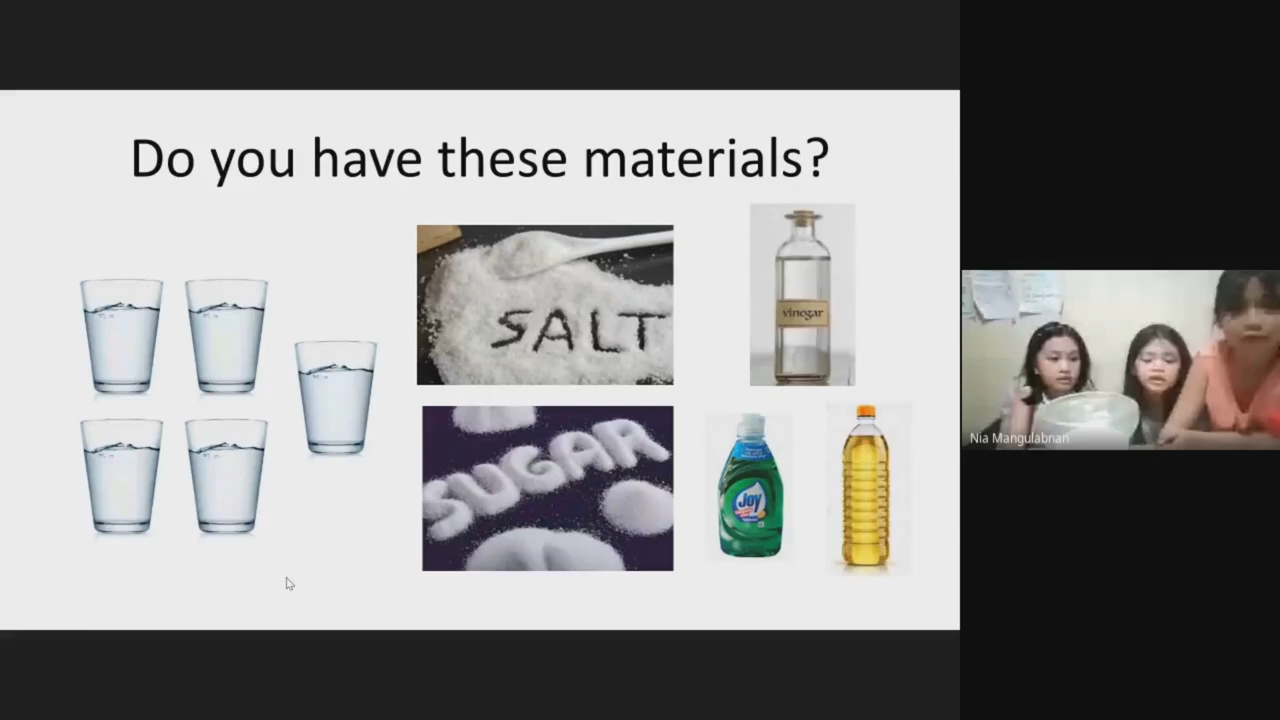 Do you have these materials?
SALT
vinegar
SUGAR
Joy
Nia Mangulabnan